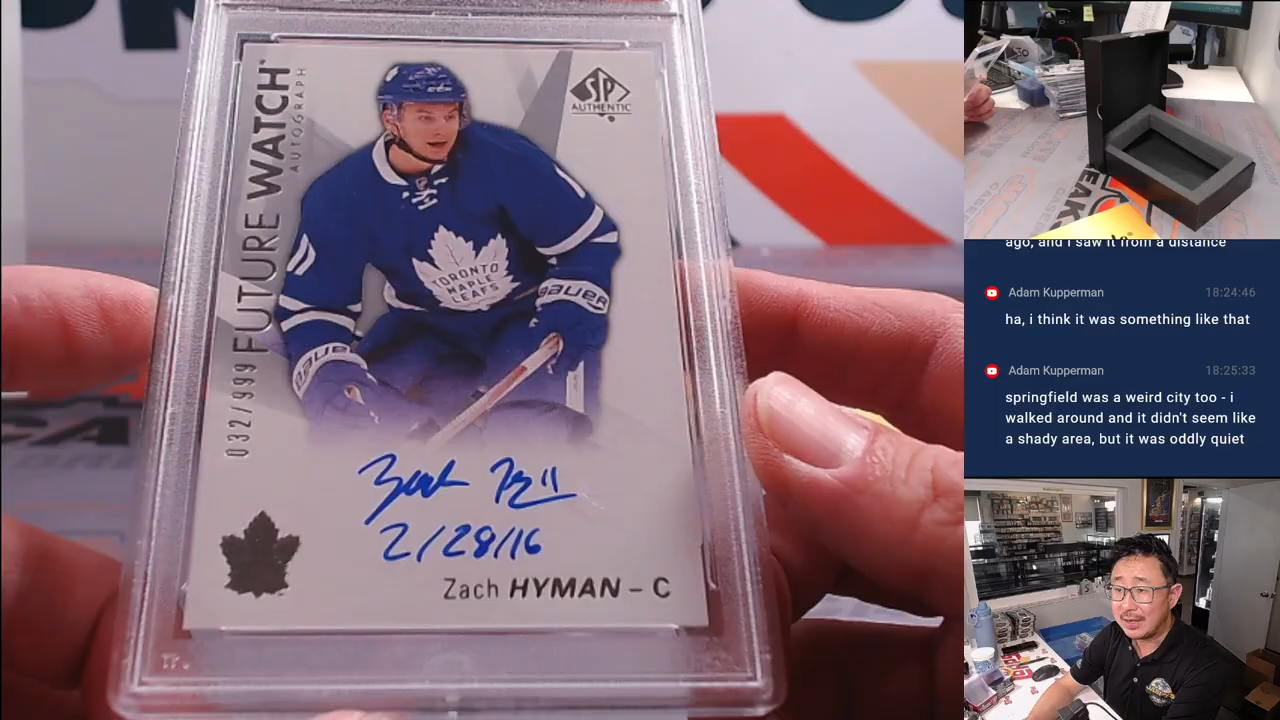 FUTURE WATCH
AUTOGRAPH
032/999
SP
AUTHENTIC
TORONTO
MAPLE
LEAFS
BAUER
BAUER
11
2/28/16
Zach HYMAN – C
ago, and i saw it from a distance
Adam Kupperman 18:24:46
ha, i think it was something like that
Adam Kupperman 18:25:33
springfield was a weird city too - i
walked around and it didn't seem like
a shady area, but it was oddly quiet